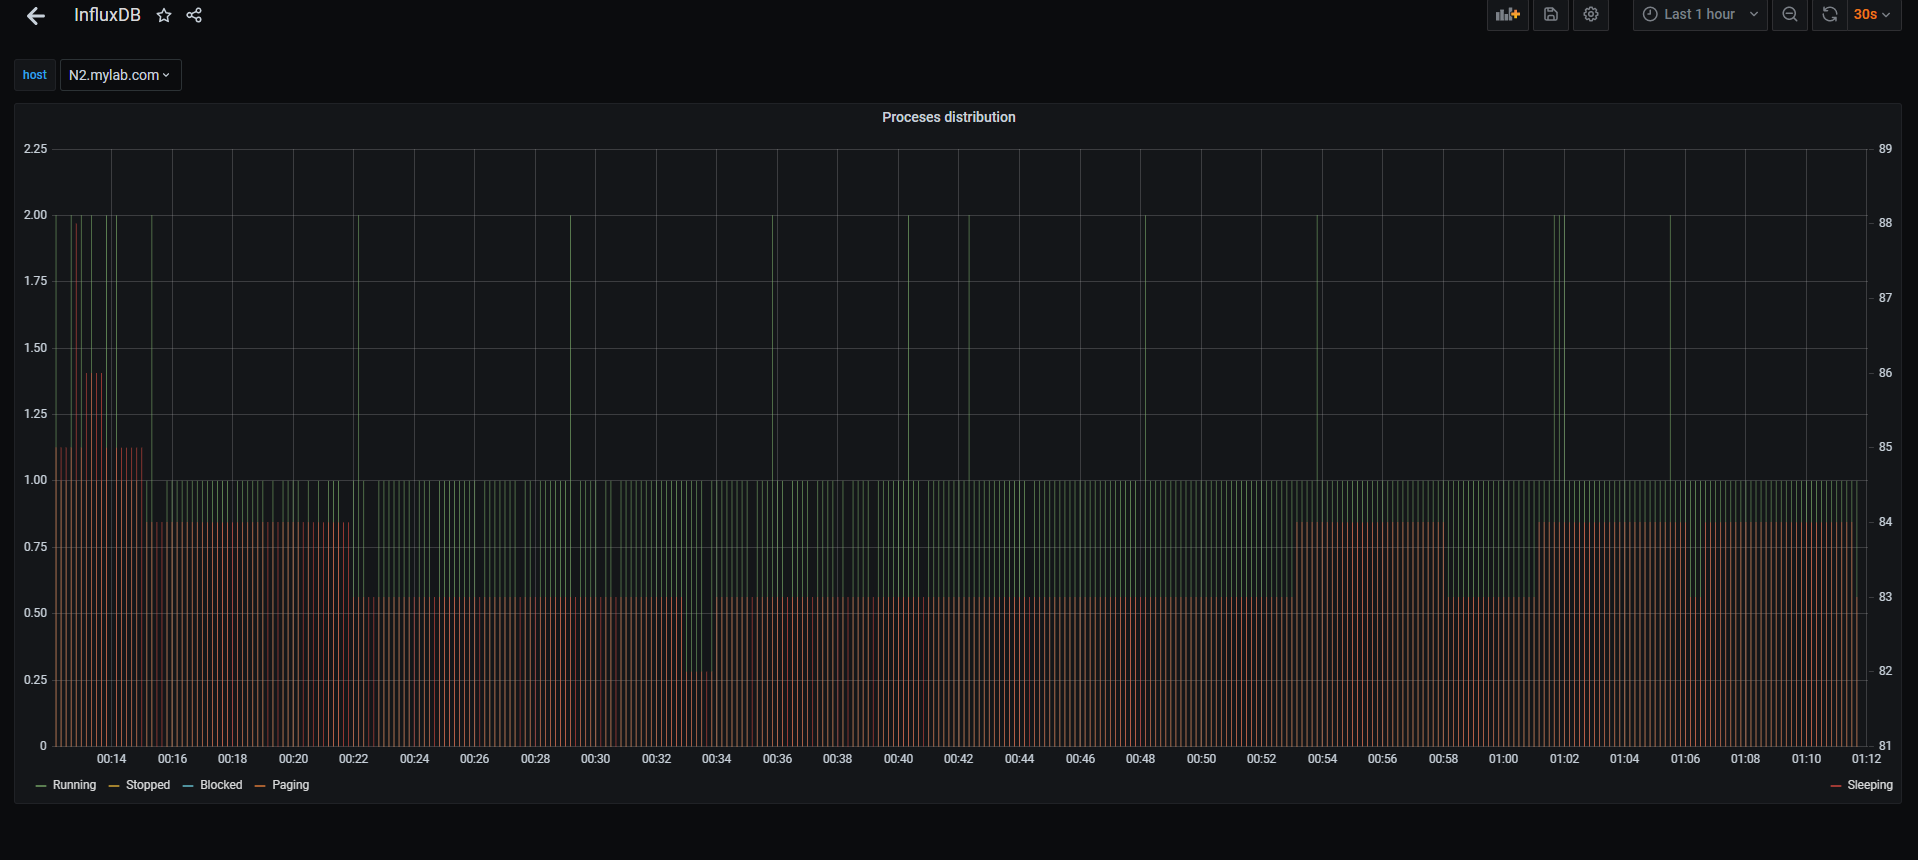 InfluxDB
Last 1 hour
30s
host N2.mylab.com
Proceses distribution
2.25
2.00
1.75
1.50
1.25
1.00
0.75
0.50
0.25
0
89
88
87
86
85
84
83
82
81
00:14 00:16 00:18 00:20 00:22 00:24 00:26 00:28 00:30 00:32 00:34 00:36 00:38 00:40 00:42 00:44 00:46 00:48 00:50 00:52 00:54 00:56 00:58 01:00 01:02 01:04 01:06 01:08 01:10 01:12
Running Stopped Blocked Paging Sleeping